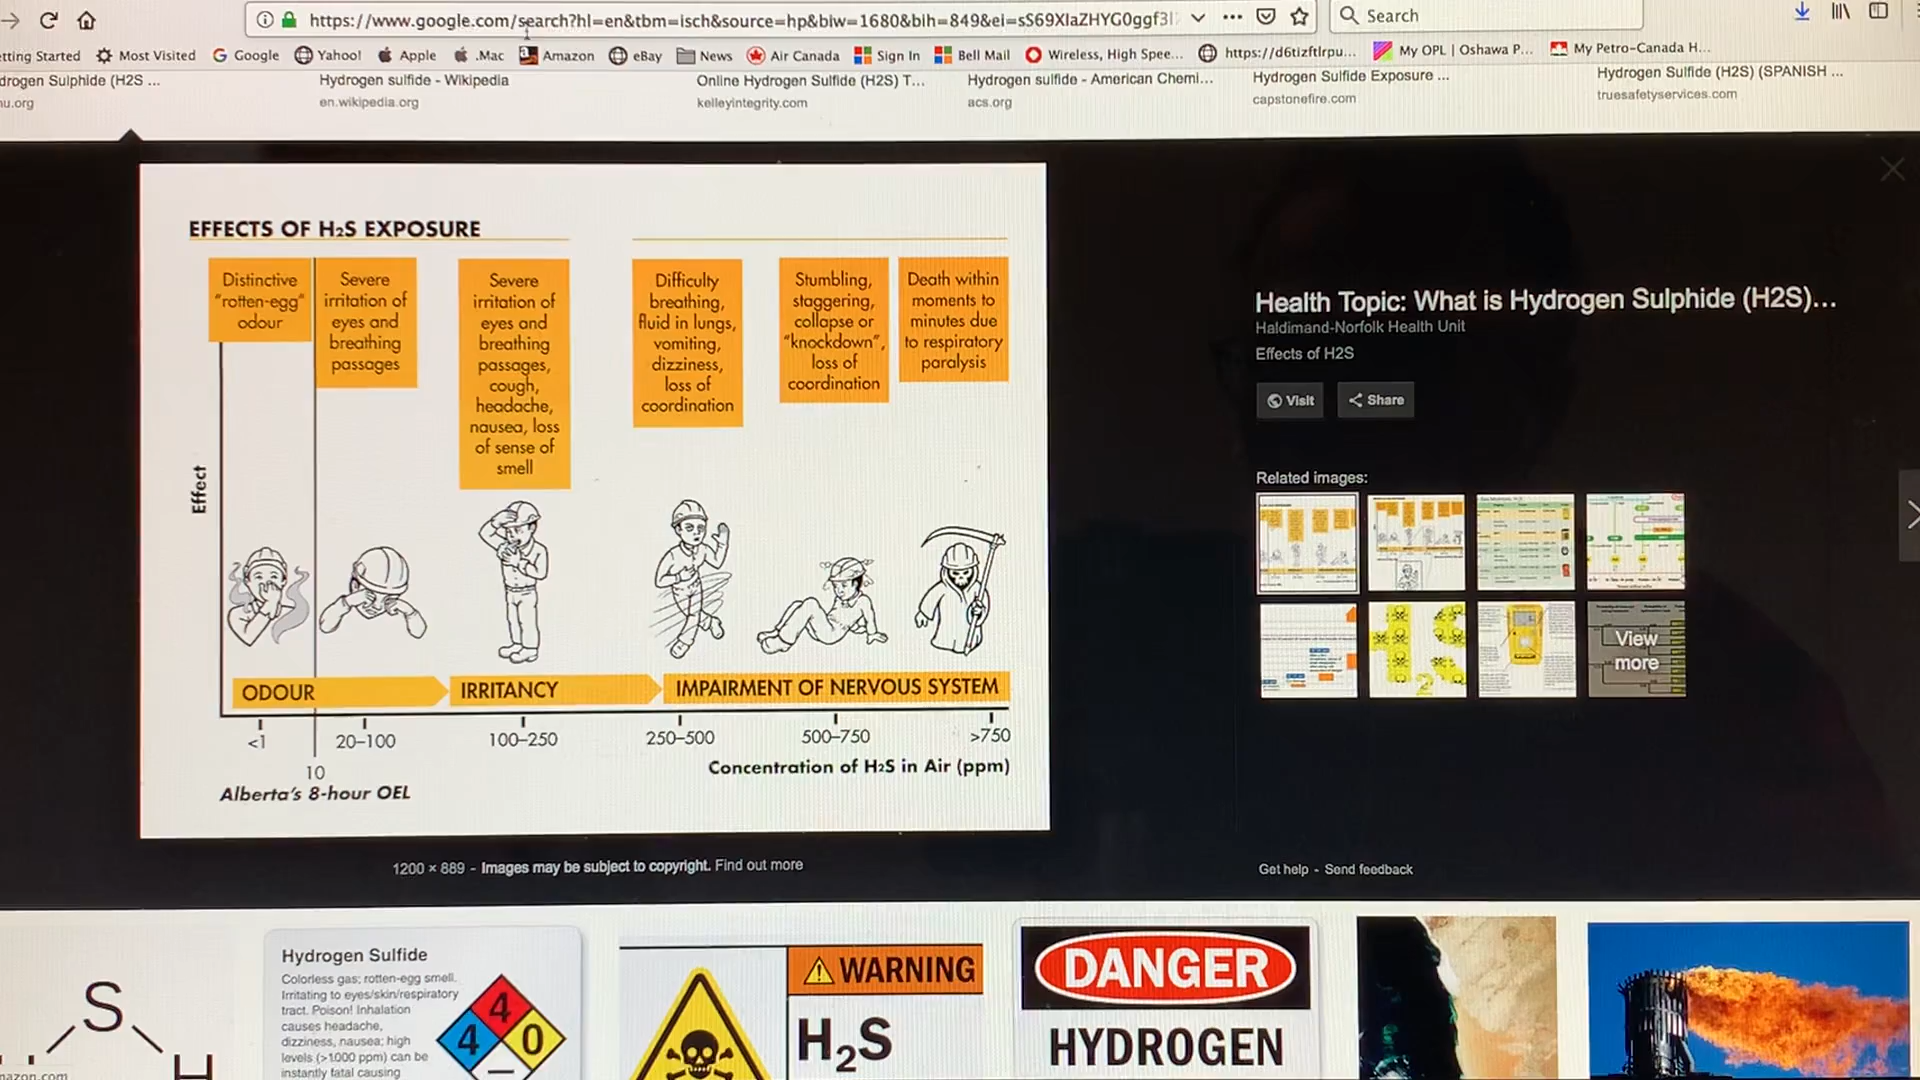 https://www.google.com/search?hl=en&tbm=isch&source=hp&biw=1680&bih=849&ei=sS69XIaZHYG0ggf3
Search
tting Started
Most Visited
Google
Yahoo!
Apple
.Mac
Amazon
eBay
News
Air Canada
Sign In
Bell Mail
Wireless, High Spee...
https://d6tizftlrpu...
My OPL | Oshawa P...
My Petro-Canada H...
drogen Sulphide (H2S ...
Hydrogen sulfide - Wikipedia
en.wikipedia.org
Online Hydrogen Sulfide (H2S) T...
kelleyintegrity.com
Hydrogen sulfide - American Chemi...
acs.org
Hydrogen Sulfide Exposure ...
capstonefire.com
Hydrogen Sulfide (H2S) (SPANISH ...
truesafetyservices.com
EFFECTS OF H2S EXPOSURE
Distinctive
"rotten-egg"
odour
Severe
irritation of
eyes and
breathing
passages
Severe
irritation of
eyes and
breathing
passages,
cough,
headache,
nausea, loss
of sense of
smell
Difficulty
breathing,
fluid in lungs,
vomiting,
dizziness,
loss of
coordination
Stumbling,
staggering,
collapse or
"knockdown",
loss of
coordination
Death within
moments to
minutes due
to respiratory
paralysis
Effect
ODOUR
IRRITANCY
IMPAIRMENT OF NERVOUS SYSTEM
<1
20–100
100–250
250–500
500–750
>750
10
Concentration of H2S in Air (ppm)
Alberta's 8-hour OEL
1200 × 889 - Images may be subject to copyright. Find out more
Health Topic: What is Hydrogen Sulphide (H2S)...
Haldimand-Norfolk Health Unit
Effects of H2S
Visit
Share
Related images:
View
more
Get help - Send feedback
S
H
Hydrogen Sulfide
Colorless gas; rotten-egg smell.
Irritating to eyes/skin/respiratory
tract. Poison! Inhalation
causes headache,
dizziness, nausea; high
levels (>1000 ppm) can be
instantly fatal causing
4
4
0
WARNING
H2S
DANGER
HYDROGEN